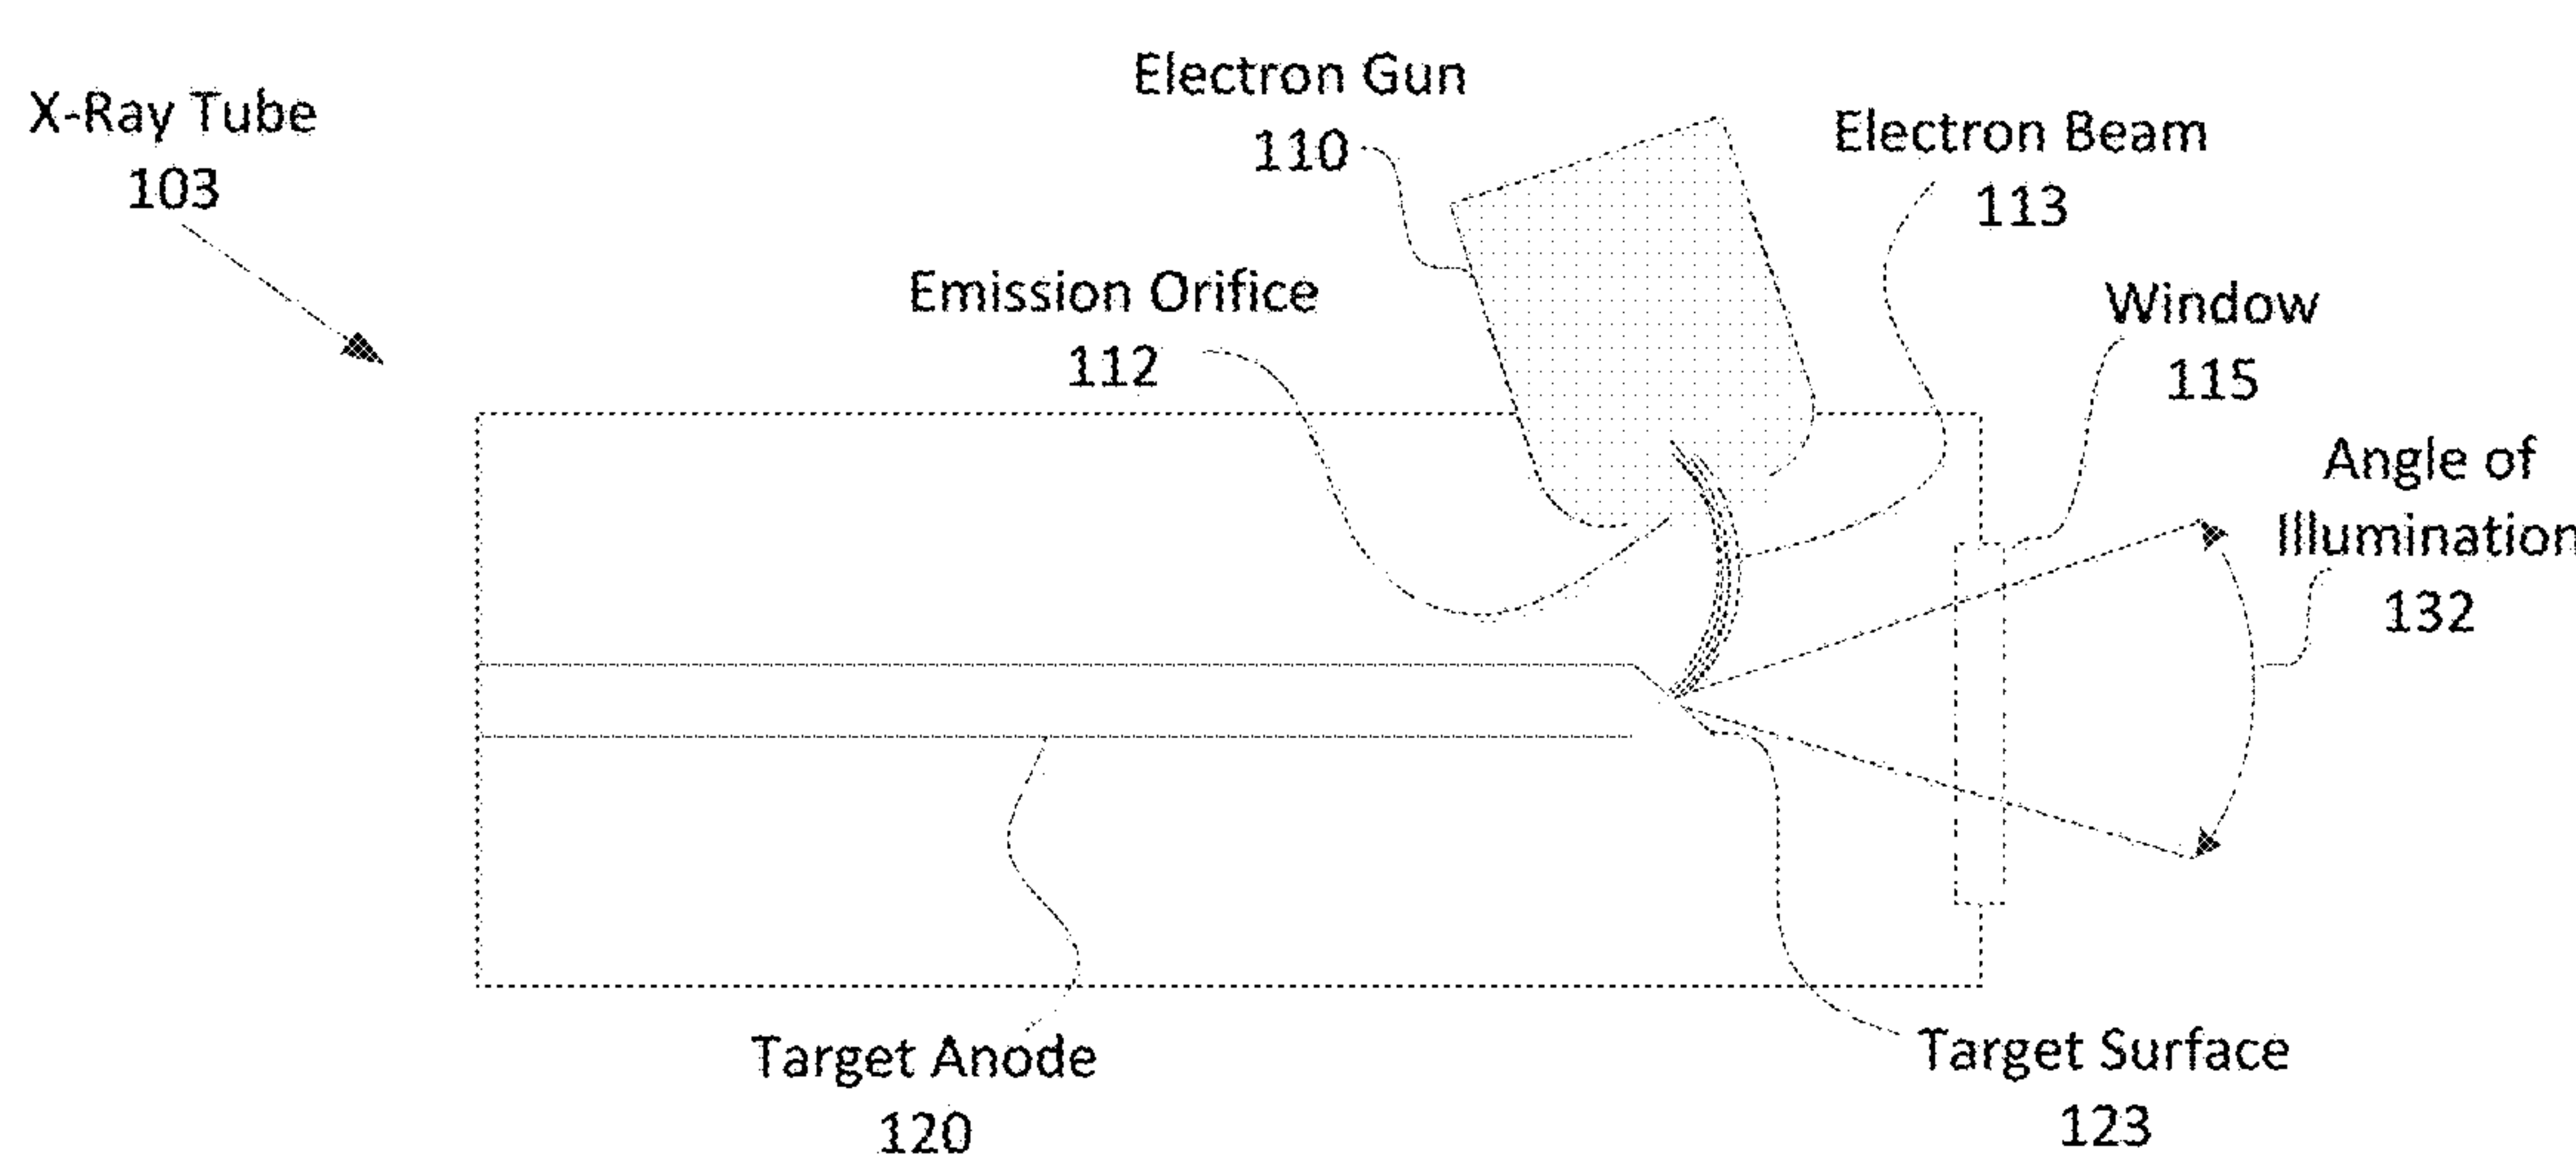 X-Ray Tube
103
Electron Gun
110
Electron Beam
113
Emission Orifice
112
Window
115
Angle of
Illumination
132
Target Anode
120
Target Surface
123